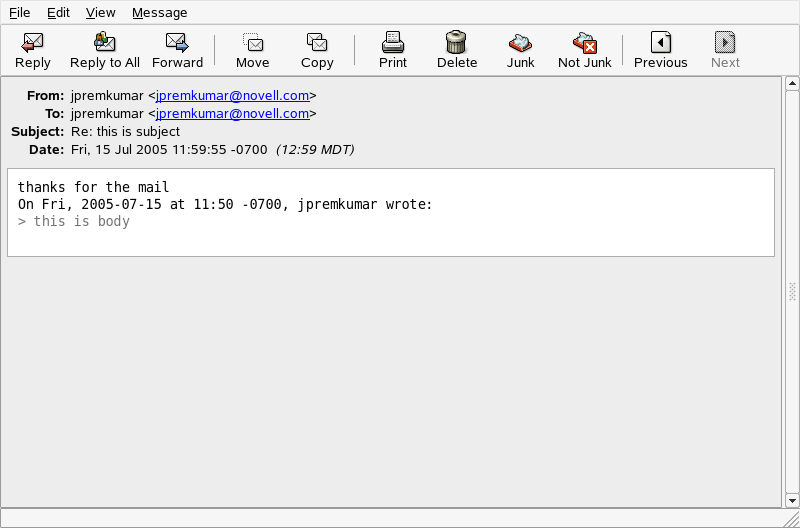 File Edit View Message
Reply Reply to All Forward Move Copy Print Delete Junk Not Junk Previous Next
From: jpremkumar <jpremkumar@novell.com>
To: jpremkumar <jpremkumar@novell.com>
Subject: Re: this is subject
Date: Fri, 15 Jul 2005 11:59:55 -0700 (12:59 MDT)
thanks for the mail
On Fri, 2005-07-15 at 11:50 -0700, jpremkumar wrote:
> this is body